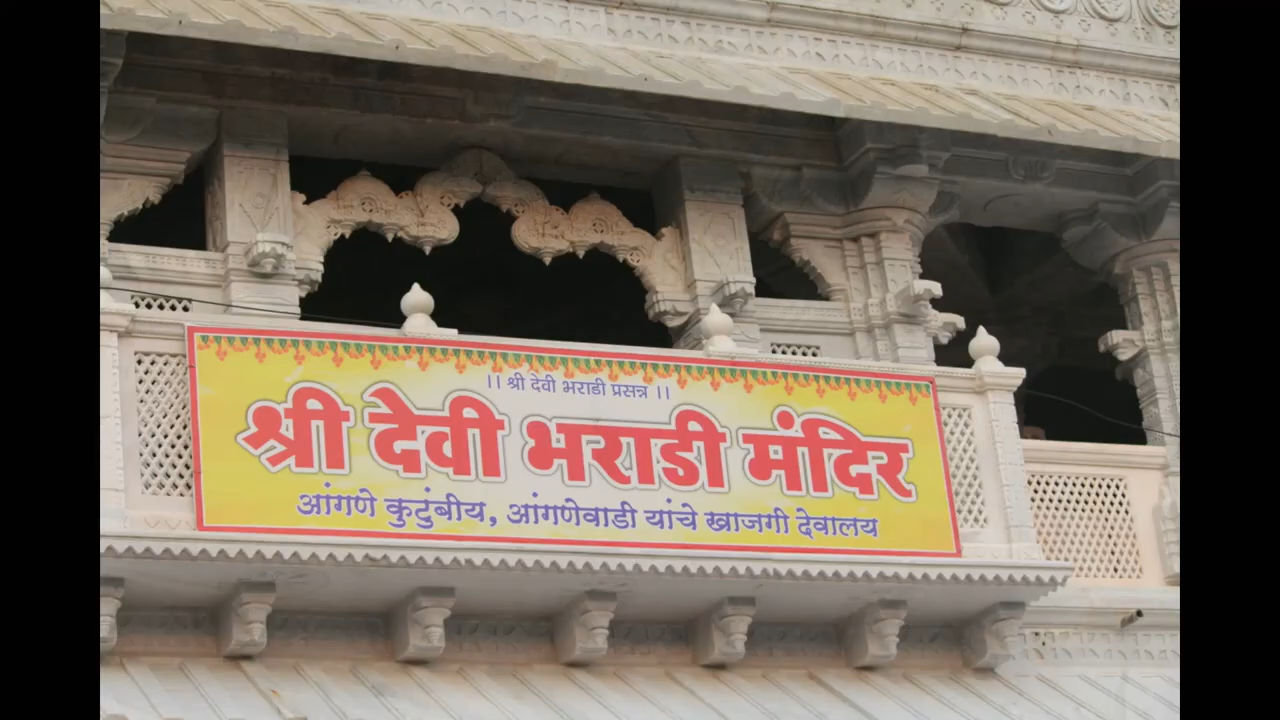 ।। श्री देवी भराडी प्रसन्न ।।
श्री देवी भराडी मंदिर
आंगणे कुटुंबीय, आंगणेवाडी यांचे खाजगी देवालय